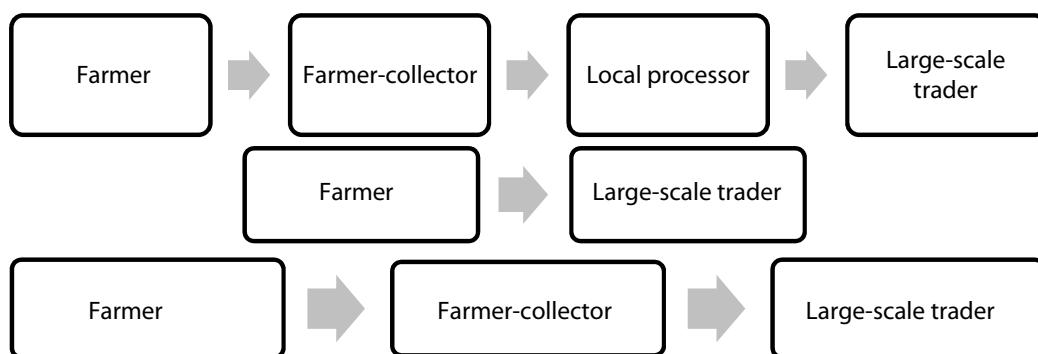 Farmer
Farmer-collector
Local processor
Large-scale
trader
Farmer
Large-scale trader
Farmer
Farmer-collector
Large-scale trader